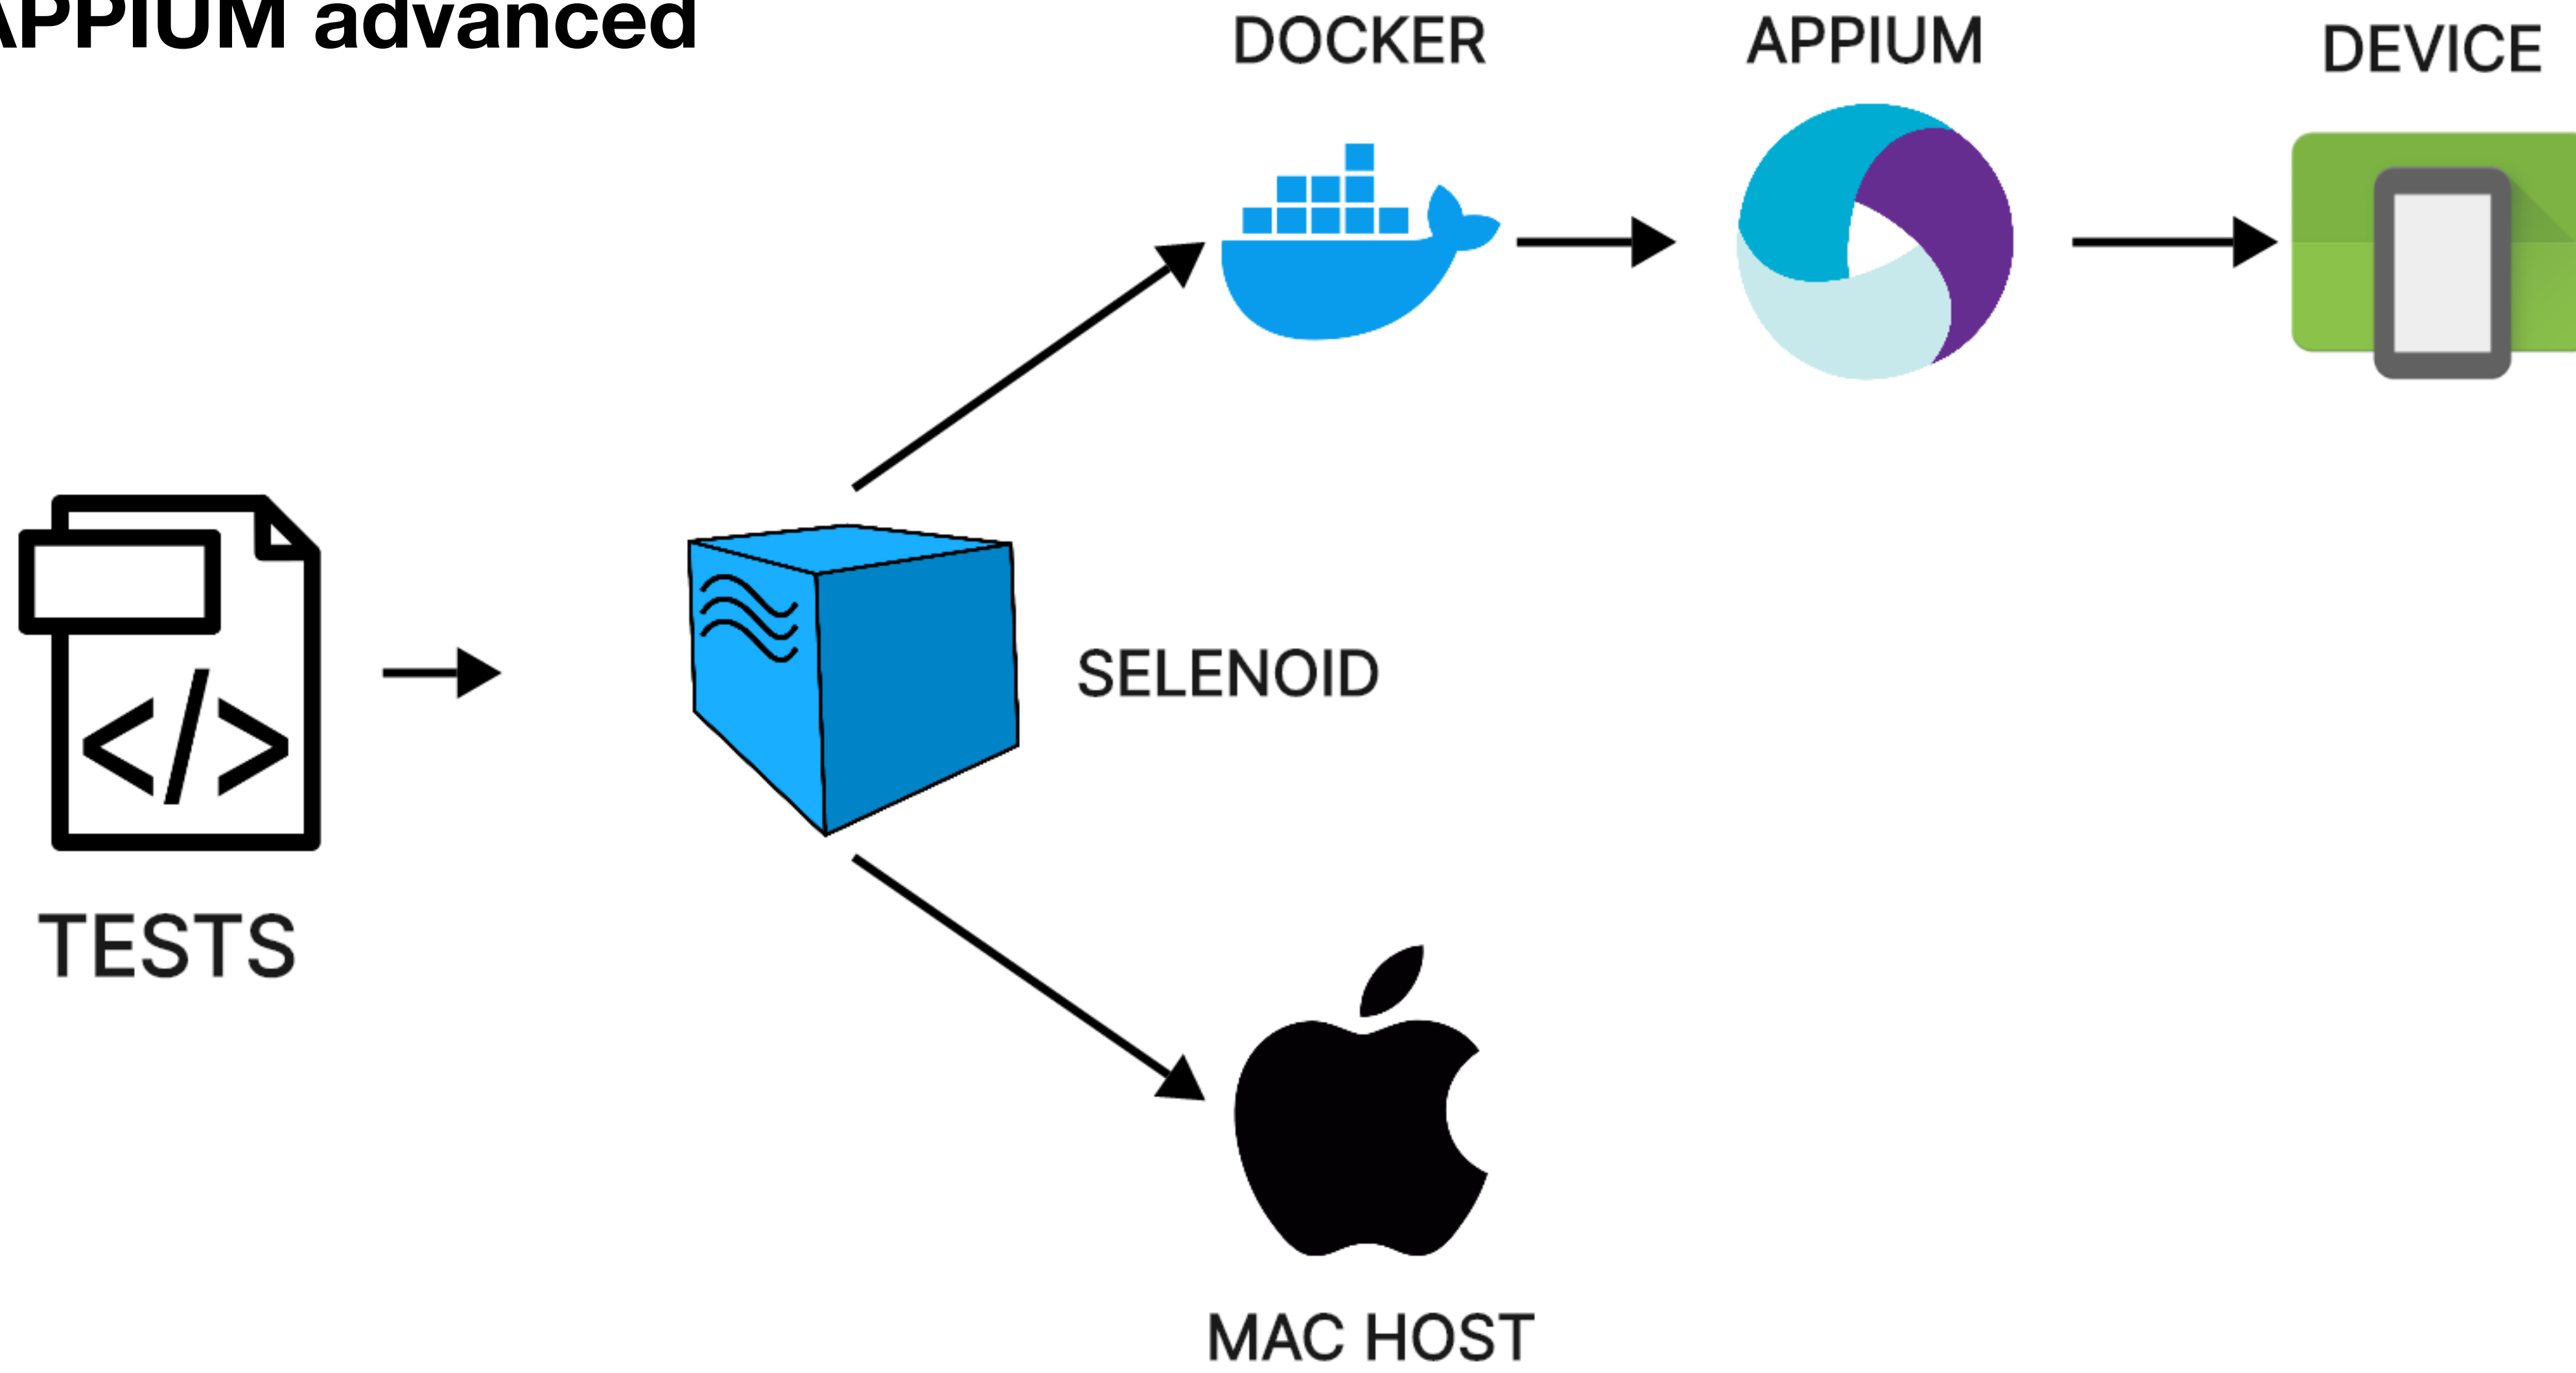 APPIUM advanced
DOCKER
APPIUM
DEVICE
</>
SELENOID
TESTS
MAC HOST